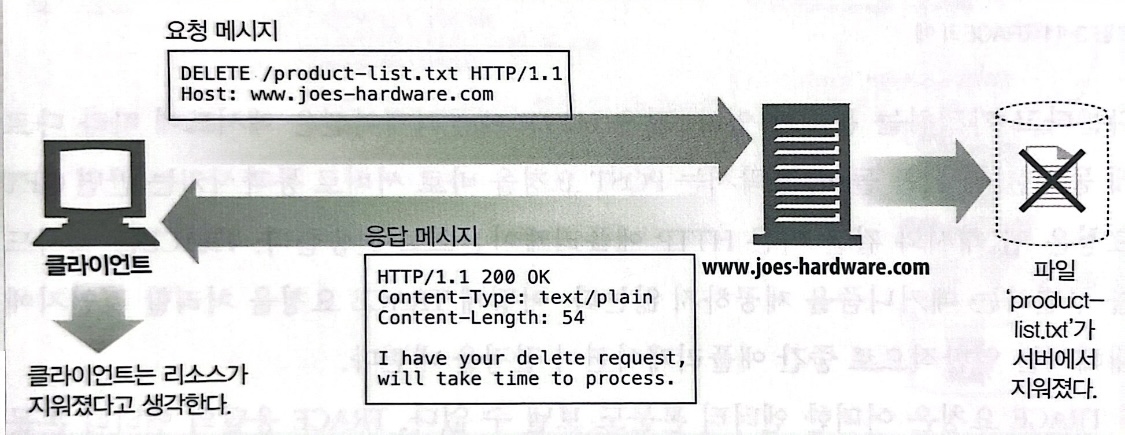 요청 메시지
DELETE /product-list.txt HTTP/1.1
Host: www.joes-hardware.com
클라이언트
응답 메시지
HTTP/1.1 200 OK
Content-Type: text/plain
Content-Length: 54
I have your delete request,
will take time to process.
www.joes-hardware.com
클라이언트는 리소스가
지워졌다고 생각한다.
파일
'product-
list.txt'가
서버에서
지워졌다.